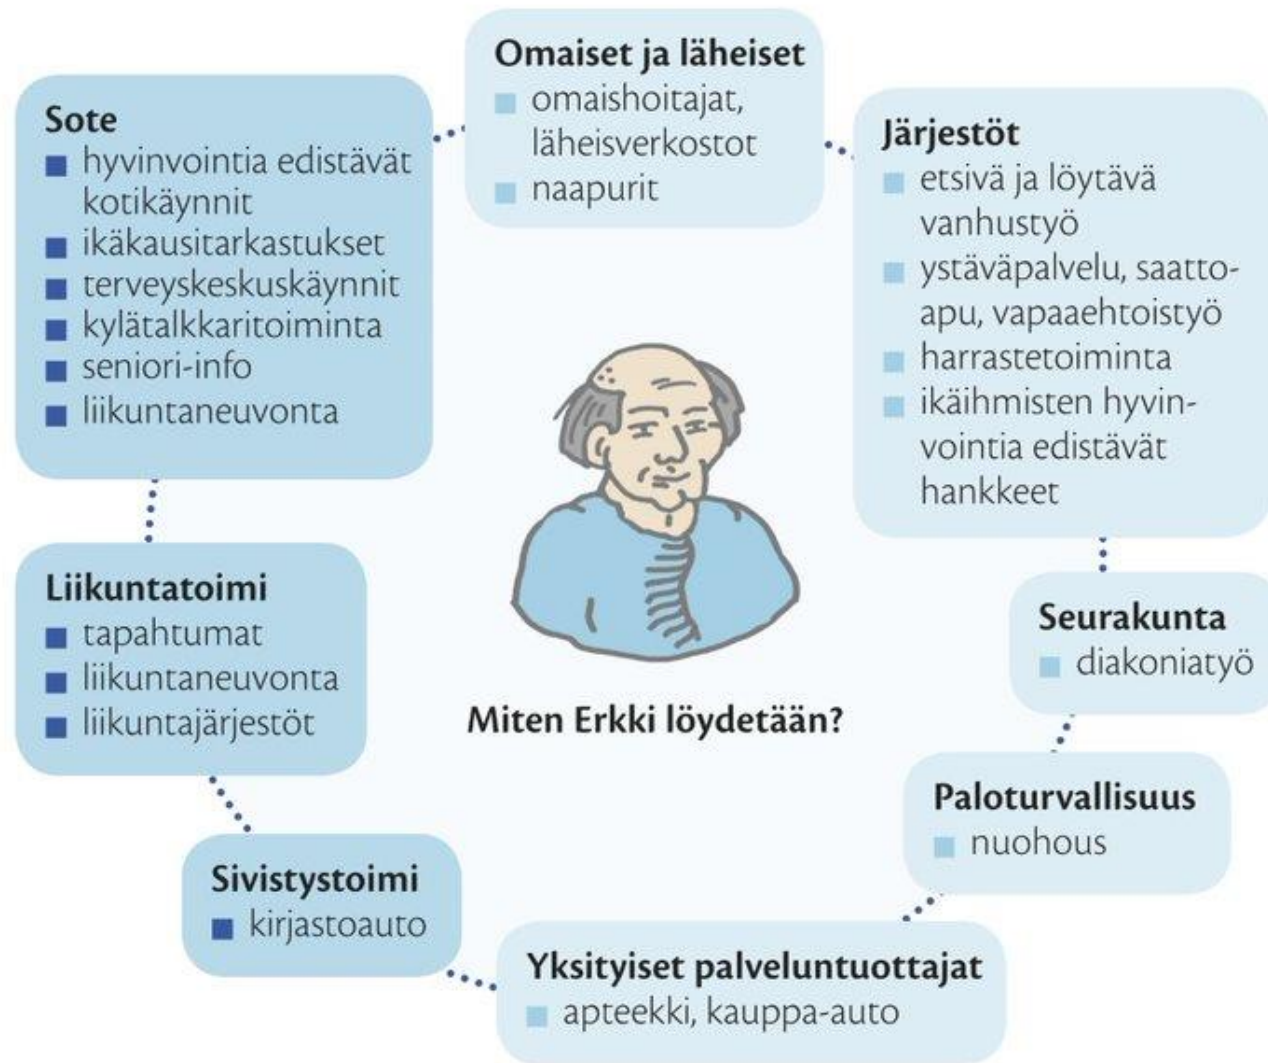 Omaiset ja läheiset
omaishoitajat,
läheisverkostot
naapurit
Sote
hyvinvointia edistävät
kotikäynnit
ikäkausitarkastukset
terveyskeskuskäynnit
kylätalkkaritoiminta
seniori-info
liikuntaneuvonta
Järjestöt
etsivä ja löytävä
vanhustyö
ystäväpalvelu, saatto-
apu, vapaaehtoistyö
harrastetoiminta
ikäihmisten hyvin-
vointia edistävät
hankkeet
Liikuntatoimi
tapahtumat
liikuntaneuvonta
liikuntajärjestöt
Seurakunta
diakoniatyö
Miten Erkki löydetään?
Paloturvallisuus
nuohous
Sivistystoimi
kirjastoauto
Yksityiset palveluntuottajat
apteekki, kauppa-auto